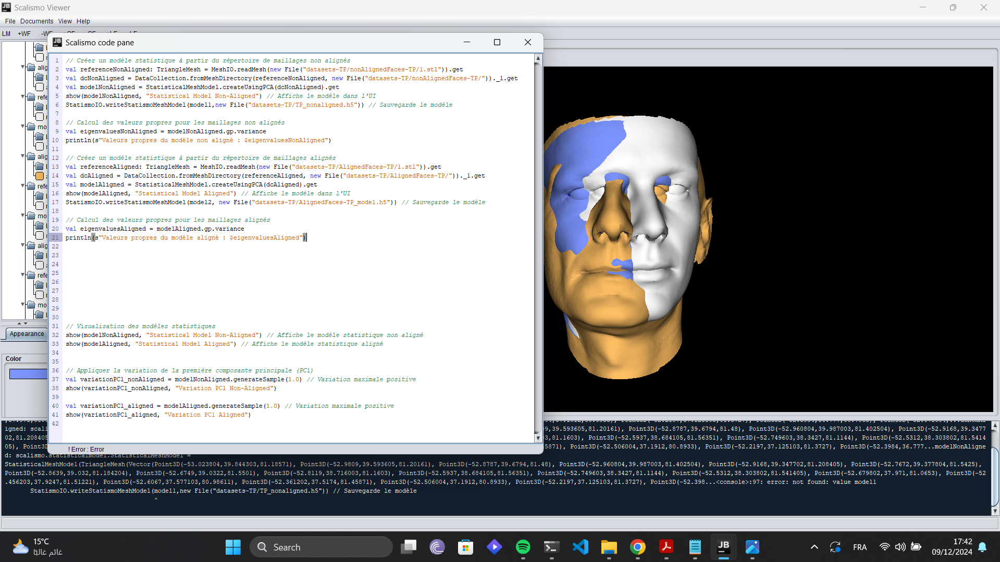 Scalismo Viewer
File Documents View Help
LM +WF
Scalismo code pane
1 // Créer un modèle statistique à partir du répertoire de maillages non alignés
2 val referenceNonAligned: TriangleMesh = MeshIO.readMesh(new File("datasets-TP/nonAlignedFaces-TP/1.stl")).get
3 val dcNonAligned = DataCollection.fromMeshDirectory(referenceNonAligned, new File("datasets-TP/nonAlignedFaces-TP/"))._1.get
4 val modelNonAligned = StatisticalMeshModel.createUsingPCA(dcNonAligned).get
5 show(modelNonAligned, "Statistical Model Non-Aligned") // Affiche le modèle dans l'UI
6 StatismoIO.writeStatismoMeshModel(model1,new File("datasets-TP/TP_nonaligned.h5")) // Sauvegarde le modèle
7
8 // Calcul des valeurs propres pour les maillages non alignés
9 val eigenvaluesNonAligned = modelNonAligned.gp.variance
10 println(s"Valeurs propres du modèle non aligné : $eigenvaluesNonAligned")
11
12 // Créer un modèle statistique à partir du répertoire de maillages alignés
13 val referenceAligned: TriangleMesh = MeshIO.readMesh(new File("datasets-TP/AlignedFaces-TP/1.stl")).get
14 val dcAligned = DataCollection.fromMeshDirectory(referenceAligned, new File("datasets-TP/AlignedFaces-TP/"))._1.get
15 val modelAligned = StatisticalMeshModel.createUsingPCA(dcAligned).get
16 show(modelAligned, "Statistical Model Aligned") // Affiche le modèle dans l'UI
17 StatismoIO.writeStatismoMeshModel(model2, new File("datasets-TP/AlignedFaces-TP_model.h5")) // Sauvegarde le modèle
18
19 // Calcul des valeurs propres pour les maillages alignés
20 val eigenvaluesAligned = modelAligned.gp.variance
21 println(s"Valeurs propres du modèle aligné : $eigenvaluesAligned")
22
23
24
25
26
27
28
29
30
31 // Visualisation des modèles statistiques
32 show(modelNonAligned, "Statistical Model Non-Aligned") // Affiche le modèle statistique non aligné
33 show(modelAligned, "Statistical Model Aligned") // Affiche le modèle statistique aligné
34
35
36 // Appliquer la variation de la première composante principale (PC1)
37 val variationPC1_nonAligned = modelNonAligned.generateSample(1.0) // Variation maximale positive
38 show(variationPC1_nonAligned, "Variation PC1 Non-Aligned")
39
40 val variationPC1_aligned = modelAligned.generateSample(1.0) // Variation maximale positive
41 show(variationPC1_aligned, "Variation PC1 Aligned")
42
! Error : Error
alig
refe
mo
alig
refe
mo
alig
refe
mo
Appearance
Color
igned: scali 9,39.593605,81.20161), Point3D(-52.8787,39.6794,81.48), Point3D(-52.960804,39.987003,81.402504), Point3D(-52.9168,39.3477
02,81.208405 3,81.1603), Point3D(-52.5937,38.684105,81.56351), Point3D(-52.749603,38.3427,81.1144), Point3D(-52.5312,38.303802,81.5414
05), Point3D 5871), Point3D(-52.506004,37.1912,80.8933), Point3D(-52.2197,37.125103,81.3727), Point3D(-52.3984,36.777...modelNonAligne
d: scalismo.statisticalmodel.StatisticalMeshModel =
StatisticalMeshModel(TriangleMesh(Vector(Point3D(-53.023804,39.844303,81.18571), Point3D(-52.9809,39.593605,81.20161), Point3D(-52.8787,39.6794,81.48), Point3D(-52.960804,39.987003,81.402504), Point3D(-52.9168,39.347702,81.208405), Point3D(-52.7672,39.377804,81.5425),
Point3D(-52.8639,39.032,81.184204), Point3D(-52.6749,39.0322,81.5501), Point3D(-52.8119,38.716003,81.1603), Point3D(-52.5937,38.684105,81.56351), Point3D(-52.749603,38.3427,81.1144), Point3D(-52.5312,38.303802,81.541405), Point3D(-52.679802,37.971,81.0653), Point3D(-52
.456203,37.9247,81.51221), Point3D(-52.6067,37.577103,80.98611), Point3D(-52.361202,37.5174,81.45871), Point3D(-52.506004,37.1912,80.8933), Point3D(-52.2197,37.125103,81.3727), Point3D(-52.398...<console>:97: error: not found: value model1
StatismoIO.writeStatismoMeshModel(model1,new File("datasets-TP/TP_nonaligned.h5")) // Sauvegarde le modèle
^
15°C
غائم غالبًا
Search
FRA
17:42
09/12/2024